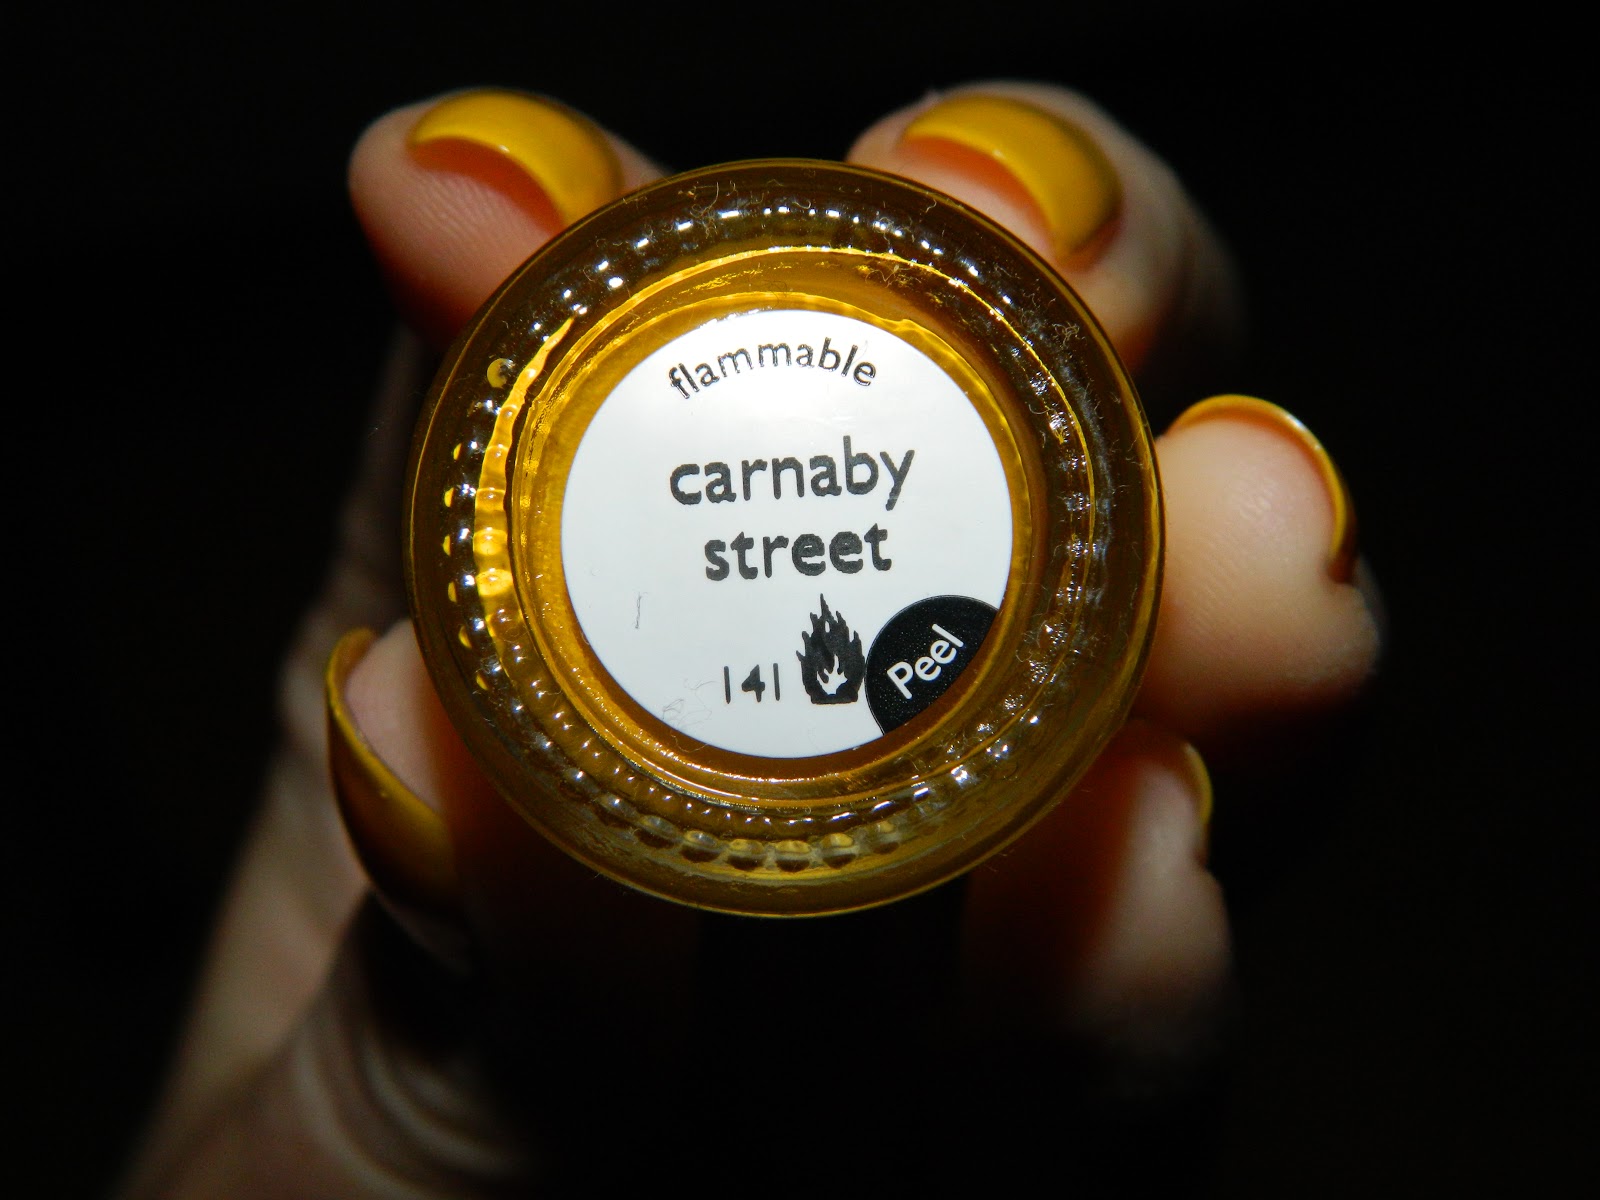 flammable
carnaby
street
141
Peel